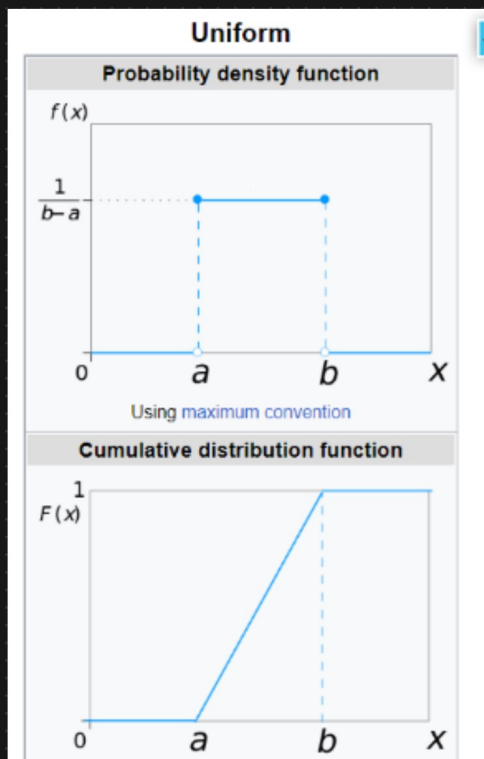 Uniform
Probability density function
f(x)
1
b−a
0 a b x
Using maximum convention
Cumulative distribution function
1
F(x)
0 a b x